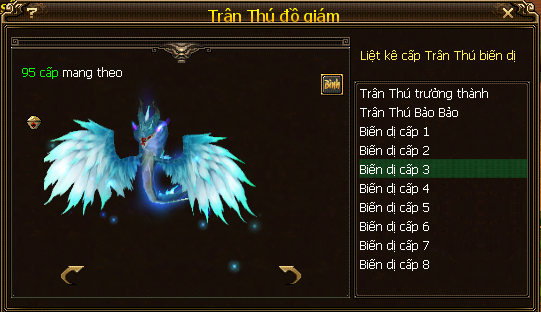 Trân Thú đồ giám
?
Liệt kê cấp Trân Thú biến dị
95 cấp mang theo
Bình
Trân Thú trưởng thành
Trân Thú Bảo Bảo
Biến dị cấp 1
Biến dị cấp 2
Biến dị cấp 3
Biến dị cấp 4
Biến dị cấp 5
Biến dị cấp 6
Biến dị cấp 7
Biến dị cấp 8